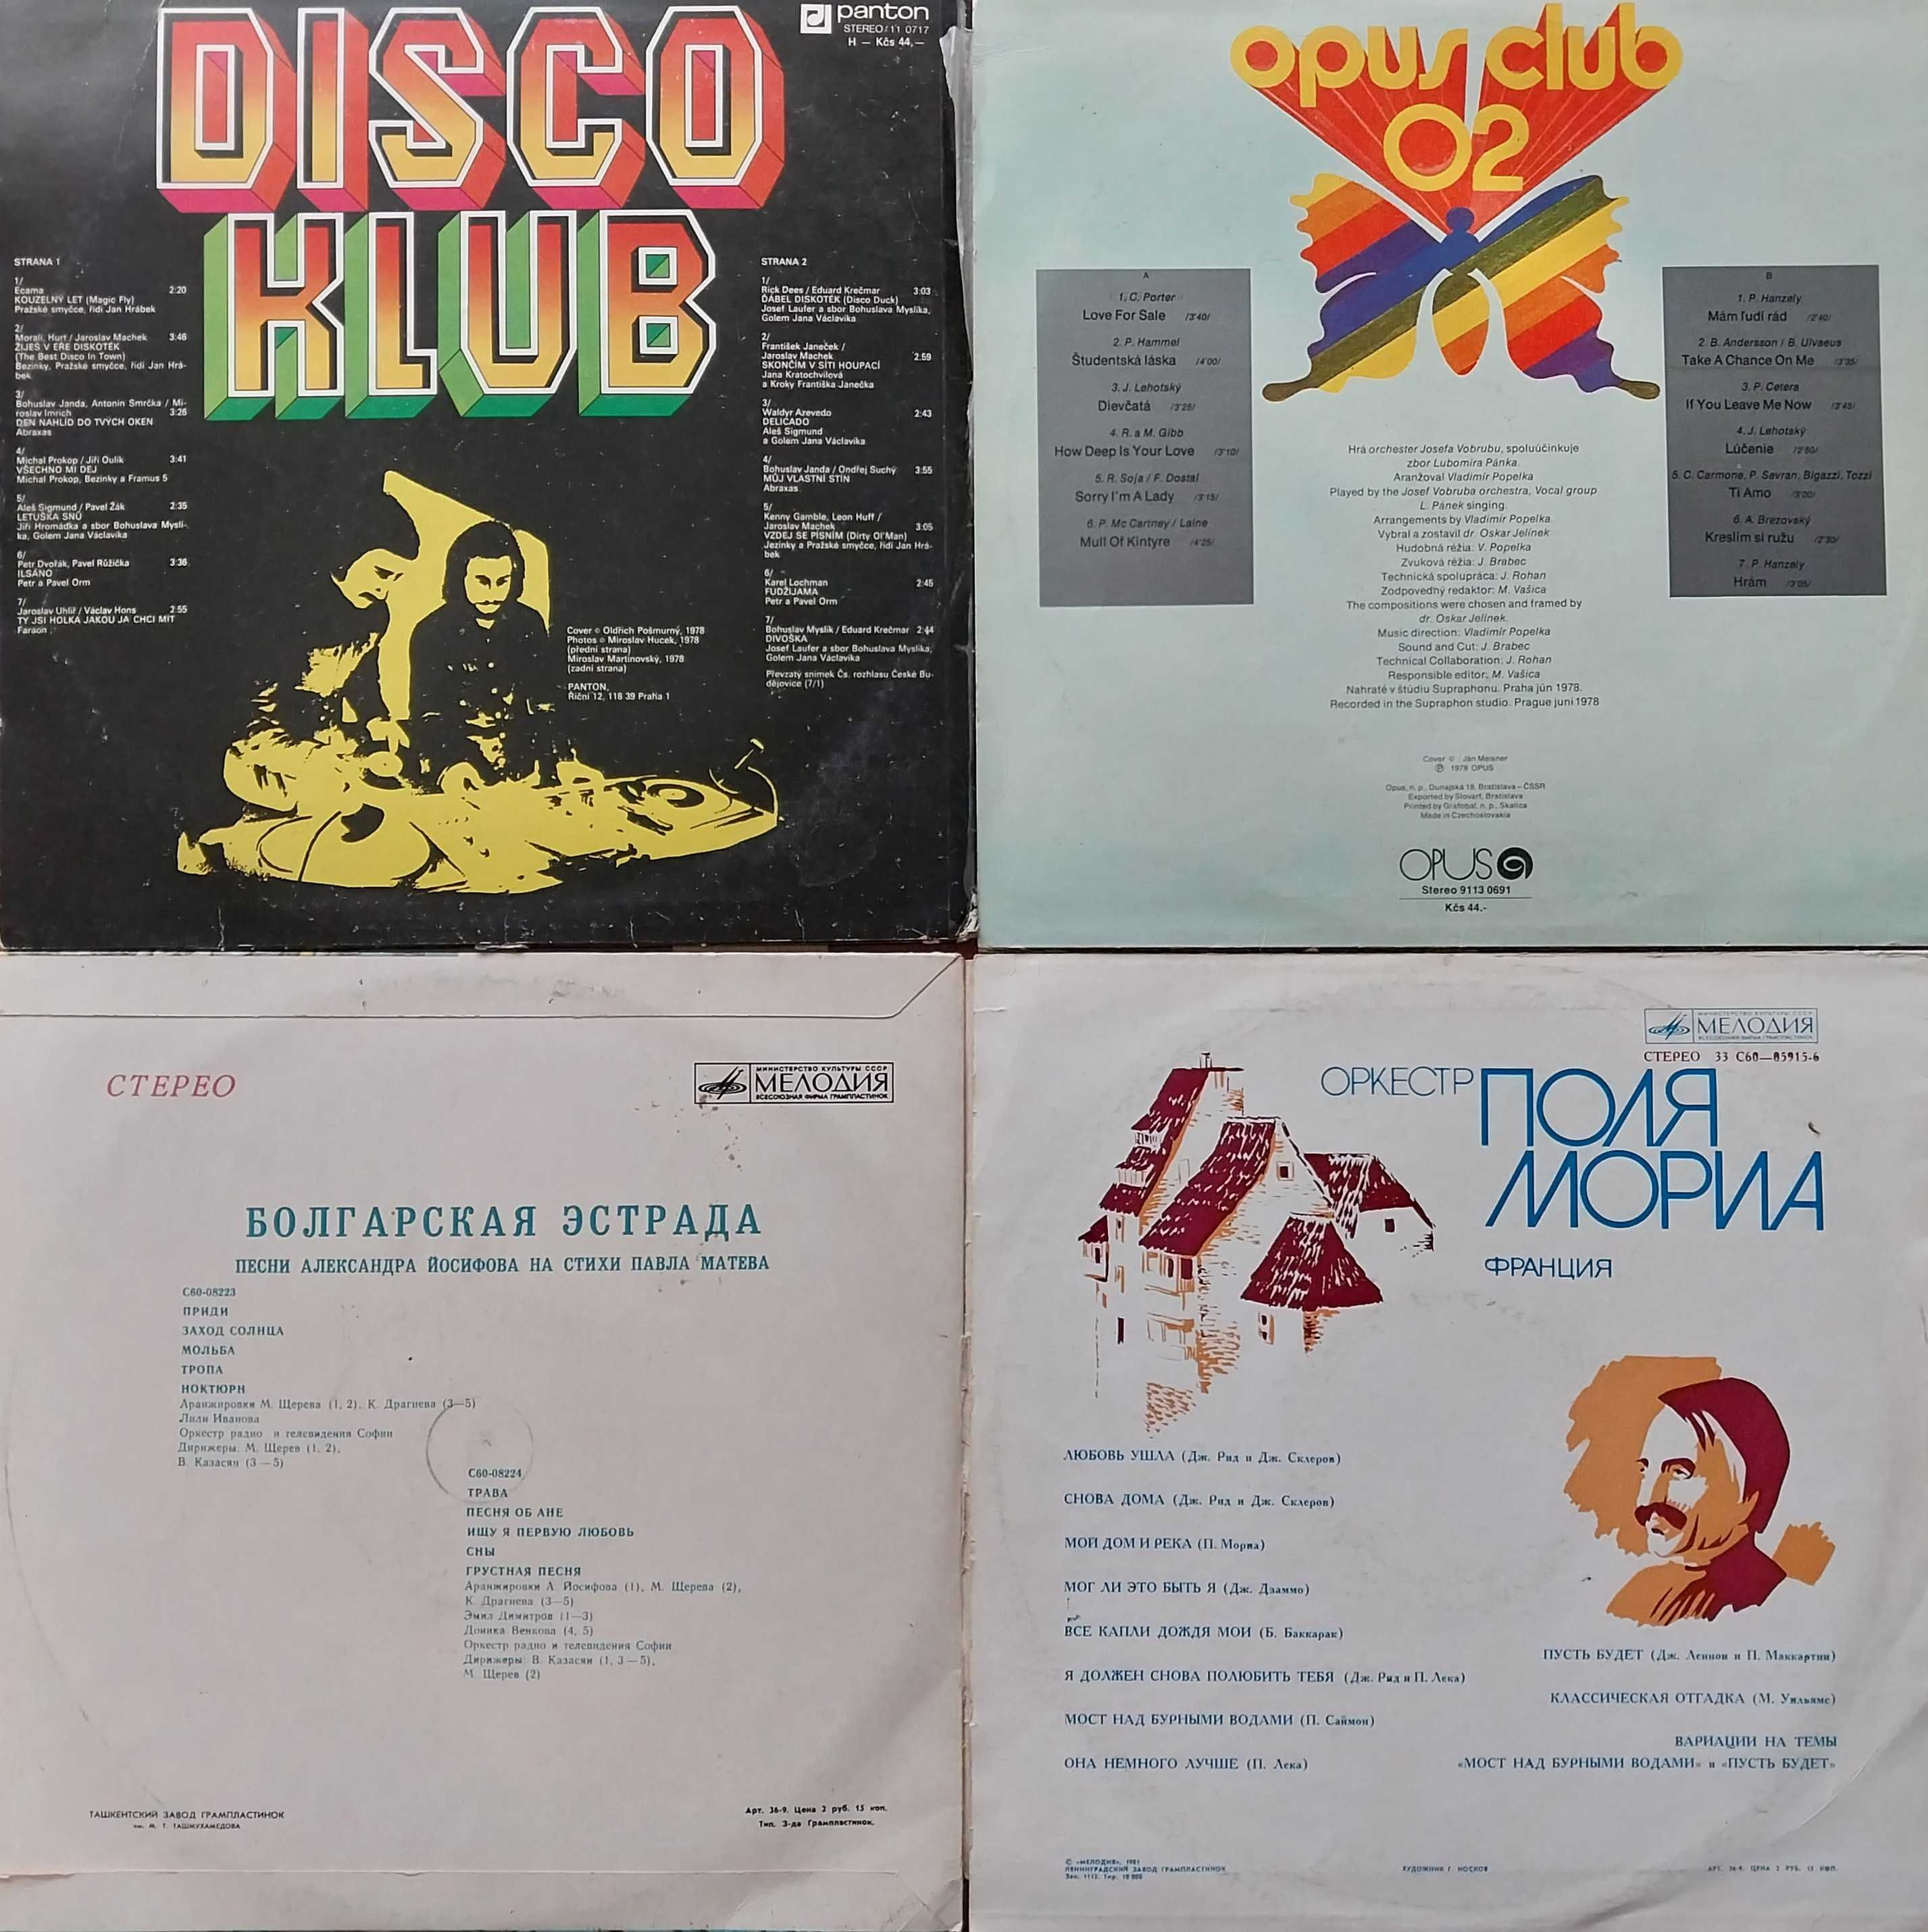 DISCO
KLUB
panton
STEREO/11 0717
H – Kčs 44,—
STRANA 1
1/
Ecama 2:20
KOUZELNÝ LET (Magic Fly)
Pražské smyčce, řídí Jan Hrábek
2/
Morali, Hurt / Jaroslav Machek 3:46
ŽIJEŠ V ÉŘE DISKOTÉK
(The Best Disco In Town)
Bezinky, Pražské smyčce, řídí Jan Hrá-
bek
3/
Bohuslav Janda, Antonín Smrčka / Mi-
roslav Imrich 3:26
DEN NAHLÍD DO TVÝCH OKEN
Abraxas
4/
Michal Prokop / Jiří Oulík 3:41
VŠECHNO MI DEJ
Michal Prokop, Bezinky a Framus 5
5/
Aleš Sigmund / Pavel Žák 2:35
LETUŠKA SNŮ
Jiří Hromádka a sbor Bohuslava Myslí-
ka, Golem Jana Václavíka
6/
Petr Dvořák, Pavel Růžička 3:36
ILSANO
Petr a Pavel Orm
7/
Jaroslav Uhlíř / Václav Hons 2:55
TY JSI HOLKA JAKOU JÁ CHCI MÍT
Faraon
STRANA 2
1/
Rick Dees / Eduard Krečmar 3:03
ĎÁBEL DISKOTÉK (Disco Duck)
Josef Laufer a sbor Bohuslava Myslíka,
Golem Jana Václavíka
2/
František Janeček /
Jaroslav Machek 2:59
SKONČÍM V SÍTI HOUPACÍ
Jana Kratochvílová
a Kroky Františka Janečka
3/
Waldyr Azevedo 2:43
DELICADO
Aleš Sigmund
a Golem Jana Václavíka
4/
Bohuslav Janda / Ondřej Suchý 3:55
MŮJ VLASTNÍ STÍN
Abraxas
5/
Kenny Gamble, Leon Huff /
Jaroslav Machek 3:05
VZDEJ SE PÍSNÍM (Dirty Ol'Man)
Jezinky a Pražské smyčce, řídí Jan Hrá-
bek
6/
Karel Lochman 2:45
FUDŽIJAMA
Petr a Pavel Orm
7/
Bohuslav Myslík / Eduard Krečmar 2:44
DIVOŠKA
Josef Laufer a sbor Bohuslava Myslíka,
Golem Jana Václavíka
Převzatý snímek Čs. rozhlasu České Bu-
dějovice (7/1)
Cover © Oldřich Pošmurný, 1978
Photos © Miroslav Hucek, 1978
(přední strana)
Miroslav Martinovský, 1978
(zadní strana)
PANTON,
Říční 12, 118 39 Praha 1
opus club
02
A
1. C. Porter
Love For Sale /3'40/
2. P. Hammel
Študentská láska /4'00/
3. J. Lehotský
Dievčatá /3'25/
4. R. a M. Gibb
How Deep Is Your Love /3'10/
5. R. Soja / F. Dostal
Sorry I'm A Lady /3'15/
6. P. Mc Cartney / Laine
Mull Of Kintyre /4'25/
B
1. P. Hanzely
Mám ľudí rád /2'40/
2. B. Andersson / B. Ulvaeus
Take A Chance On Me /3'35/
3. P. Cetera
If You Leave Me Now /3'45/
4. J. Lehotský
Lúčenie /2'50/
5. C. Carmone, P. Sevran, Bigazzi, Tozzi
Ti Amo /3'00/
6. A. Brezovský
Kreslím si ružu /2'30/
7. P. Hanzely
Hrám /3'05/
Hrá orchester Josefa Vobrubu, spoluúčinkuje
zbor Lubomíra Pánka.
Aranžoval Vladimír Popelka
Played by the Josef Vobruba orchestra, Vocal group
L. Pánek singing.
Arrangements by Vladimír Popelka.
Vybral a zostavil dr. Oskar Jelínek
Hudobná réžia: V. Popelka
Zvuková réžia: J. Brabec
Technická spolupráca: J. Rohan
Zodpovedný redaktor: M. Vašica
The compositions were chosen and framed by
dr. Oskar Jelínek.
Music direction: Vladimír Popelka
Sound and Cut: J. Brabec
Technical Collaboration: J. Rohan
Responsible editor: M. Vašica
Nahraté v štúdiu Supraphonu. Praha jún 1978.
Recorded in the Supraphon studio. Prague juni 1978
Cover © Ján Meisner
℗ 1978 OPUS
Opus, n. p., Dunajská 18, Bratislava – ČSSR
Exported by Slovart, Bratislava
Printed by Grafobal, n. p., Skalica
Made in Czechoslovakia
OPUS
Stereo 9113 0691
Kčs 44.-
СТЕРЕО
МИНИСТЕРСТВО КУЛЬТУРЫ СССР
МЕЛОДИЯ
ВСЕСОЮЗНАЯ ФИРМА ГРАМПЛАСТИНОК
БОЛГАРСКАЯ ЭСТРАДА
ПЕСНИ АЛЕКСАНДРА ЙОСИФОВА НА СТИХИ ПАВЛА МАТЕВА
С60-08223
ПРИДИ
ЗАХОД СОЛНЦА
МОЛЬБА
ТРОПА
НОКТЮРН
Аранжировки М. Щерева (1, 2), К. Драгнева (3—5)
Лили Иванова
Оркестр радио и телевидения Софии
Дирижеры: М. Щерев (1, 2),
В. Казасян (3—5)
С60-08224
ТРАВА
ПЕСНЯ ОБ АНЕ
ИЩУ Я ПЕРВУЮ ЛЮБОВЬ
СНЫ
ГРУСТНАЯ ПЕСНЯ
Аранжировки А. Йосифова (1), М. Щерева (2),
К. Драгнева (3—5)
Эмил Димитров (1—3)
Доника Венкова (4, 5)
Оркестр радио и телевидения Софии
Дирижеры: В. Казасян (1, 3—5),
М. Щерев (2)
ТАШКЕНТСКИЙ ЗАВОД ГРАМПЛАСТИНОК
им. М. Т. ТАШМУХАМЕДОВА
Арт. 36-9. Цена 2 руб. 15 коп.
Тип. З-да Грампластинок.
МИНИСТЕРСТВО КУЛЬТУРЫ СССР
МЕЛОДИЯ
ВСЕСОЮЗНАЯ ФИРМА ГРАМПЛАСТИНОК
СТЕРЕО 33 С60—05915-6
ОРКЕСТР ПОЛЯ
МОРИА
ФРАНЦИЯ
ЛЮБОВЬ УШЛА (Дж. Рид и Дж. Склеров)
СНОВА ДОМА (Дж. Рид и Дж. Склеров)
МОЙ ДОМ И РЕКА (П. Мориа)
МОГ ЛИ ЭТО БЫТЬ Я (Дж. Дзаммо)
ВСЕ КАПЛИ ДОЖДЯ МОИ (Б. Баккарак)
Я ДОЛЖЕН СНОВА ПОЛЮБИТЬ ТЕБЯ (Дж. Рид и П. Лека)
МОСТ НАД БУРНЫМИ ВОДАМИ (П. Саймон)
ОНА НЕМНОГО ЛУЧШЕ (П. Лека)
ПУСТЬ БУДЕТ (Дж. Леннон и П. Маккартни)
КЛАССИЧЕСКАЯ ОТГАДКА (М. Уильямс)
ВАРИАЦИИ НА ТЕМЫ
«МОСТ НАД БУРНЫМИ ВОДАМИ» и «ПУСТЬ БУДЕТ»
© «МЕЛОДИЯ», 1981
ЛЕНИНГРАДСКИЙ ЗАВОД ГРАМПЛАСТИНОК
Зак. 1113. Тир. 10 000
ХУДОЖНИК Г. НОСКОВ
АРТ. 36-9. ЦЕНА 2 РУБ. 15 КОП.